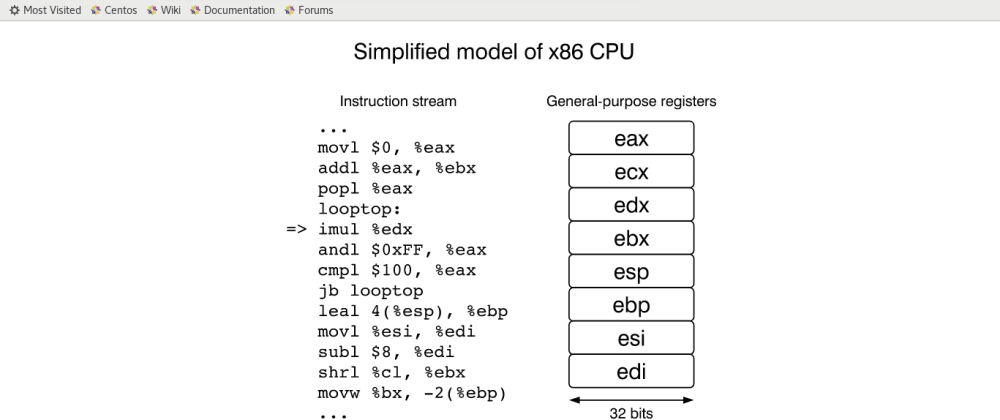 Most Visited Centos Wiki Documentation Forums
Simplified model of x86 CPU
Instruction stream
...
movl $0, %eax
addl %eax, %ebx
popl %eax
looptop:
=> imul %edx
andl $0xFF, %eax
cmpl $100, %eax
jb looptop
leal 4(%esp), %ebp
movl %esi, %edi
subl $8, %edi
shrl %cl, %ebx
movw %bx, -2(%ebp)
...
General-purpose registers
eax
ecx
edx
ebx
esp
ebp
esi
edi
32 bits